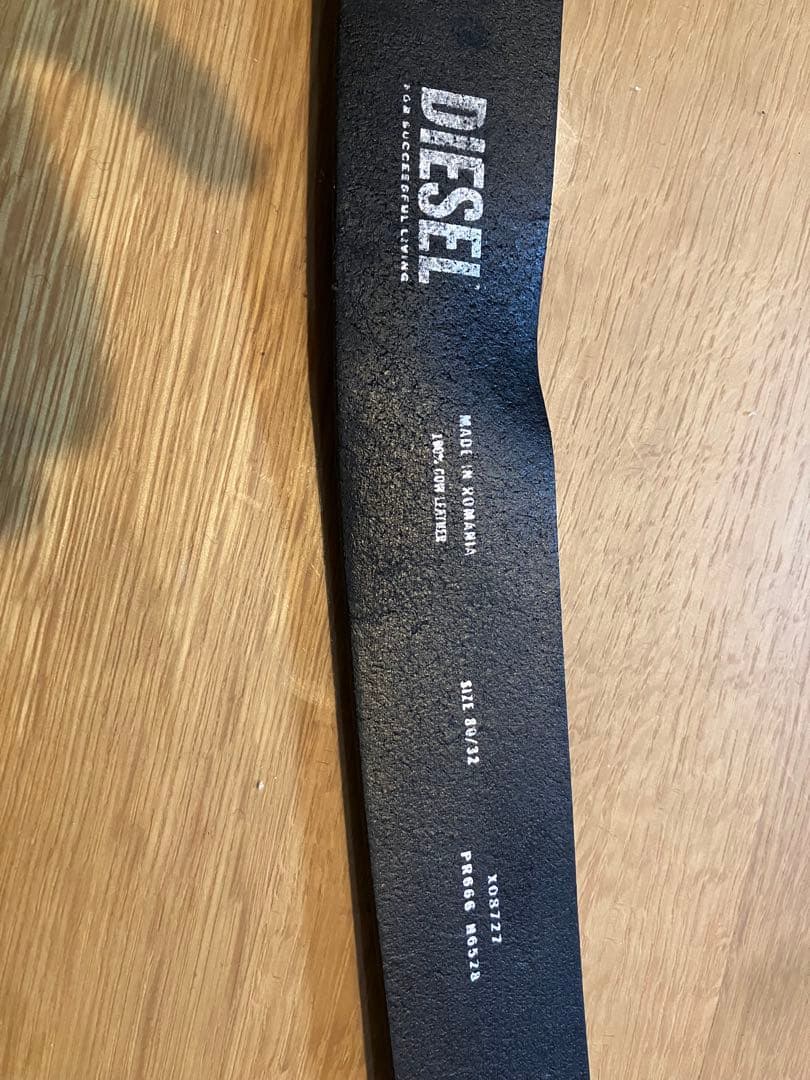 DIESEL
FOR SUCCESSFUL LIVING
MADE IN ROMANIA
100% COW LEATHER
SIZE 80/32
X08727
PR666 H6528